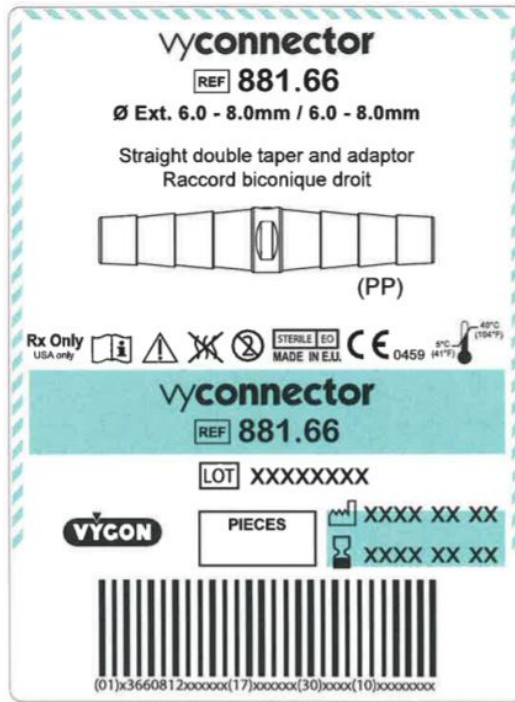 vyconnector
REF 881.66
Ø Ext. 6.0 - 8.0mm / 6.0 - 8.0mm
Straight double taper and adaptor
Raccord biconique droit
(PP)
Rx Only
USA only
STERILE EO
MADE IN E.U.
CE 0459
5°C
(41°F)
40°C
(104°F)
vyconnector
REF 881.66
LOT XXXXXXXX
VYGON
PIECES
XXXX XX XX
XXXX XX XX
(01)x3660812xxxxxx(17)xxxxxx(30)xxxx(10)xxxxxxxx